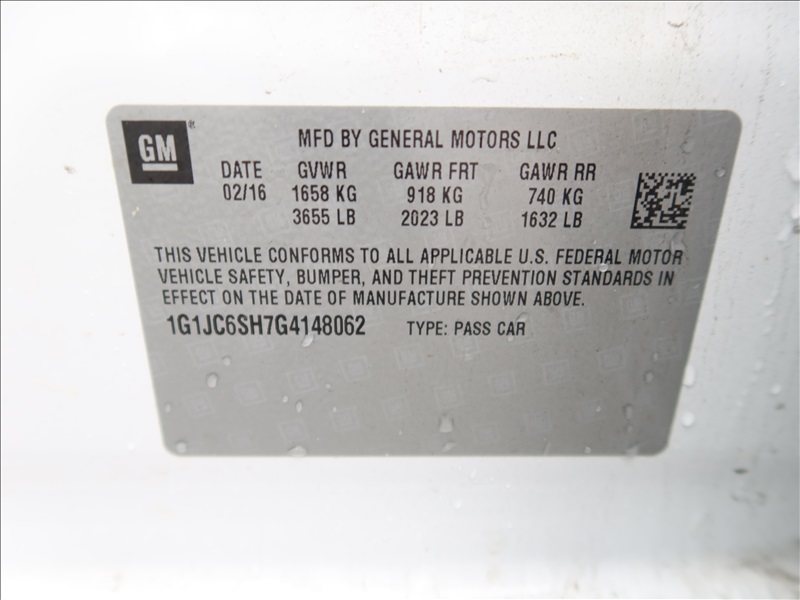 GM ®
MFD BY GENERAL MOTORS LLC
DATE GVWR GAWR FRT GAWR RR
02/16 1658 KG 918 KG 740 KG
3655 LB 2023 LB 1632 LB
THIS VEHICLE CONFORMS TO ALL APPLICABLE U.S. FEDERAL MOTOR
VEHICLE SAFETY, BUMPER, AND THEFT PREVENTION STANDARDS IN
EFFECT ON THE DATE OF MANUFACTURE SHOWN ABOVE.
1G1JC6SH7G4148062 TYPE: PASS CAR